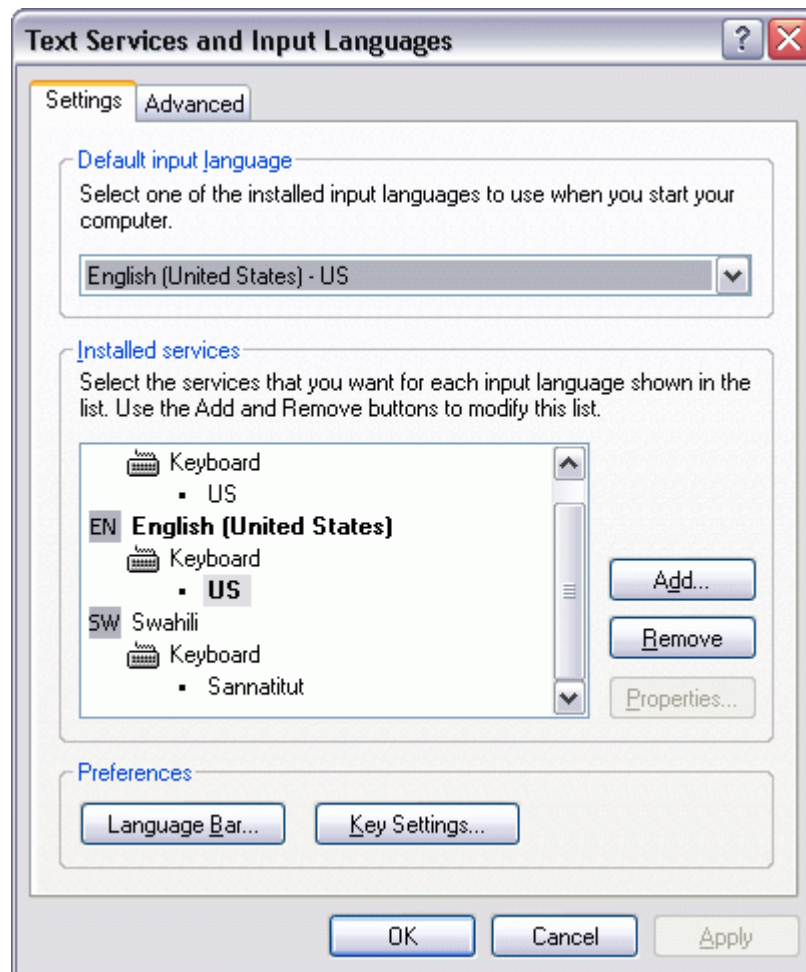 Text Services and Input Languages
Settings
Advanced
Default input language
Select one of the installed input languages to use when you start your
computer.
English (United States) - US
Installed services
Select the services that you want for each input language shown in the
list. Use the Add and Remove buttons to modify this list.
Keyboard
US
EN English (United States)
Keyboard
US
SW Swahili
Keyboard
Sannatitut
Add...
Remove
Properties...
Preferences
Language Bar...
Key Settings...
OK
Cancel
Apply